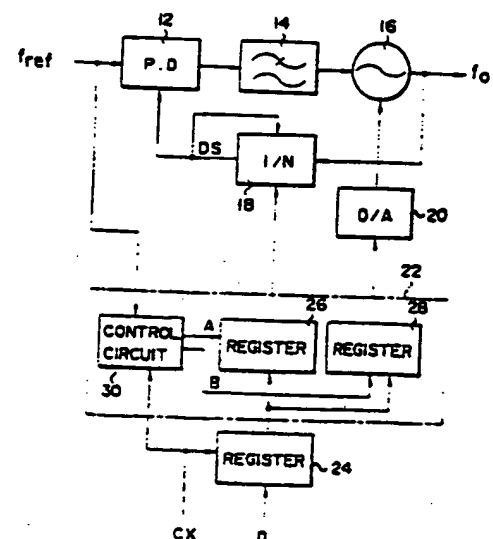 12
14
16
fref
P.D
fo
DS
1/N
18
D/A
20
22
26
28
CONTROL
CIRCUIT
A
REGISTER
REGISTER
30
B
REGISTER
24
CX
D